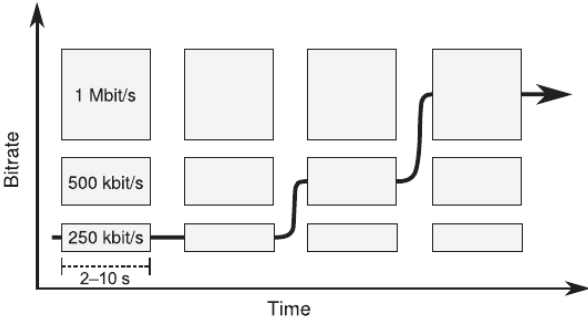 Bitrate
1 Mbit/s
500 kbit/s
250 kbit/s
2–10 s
Time